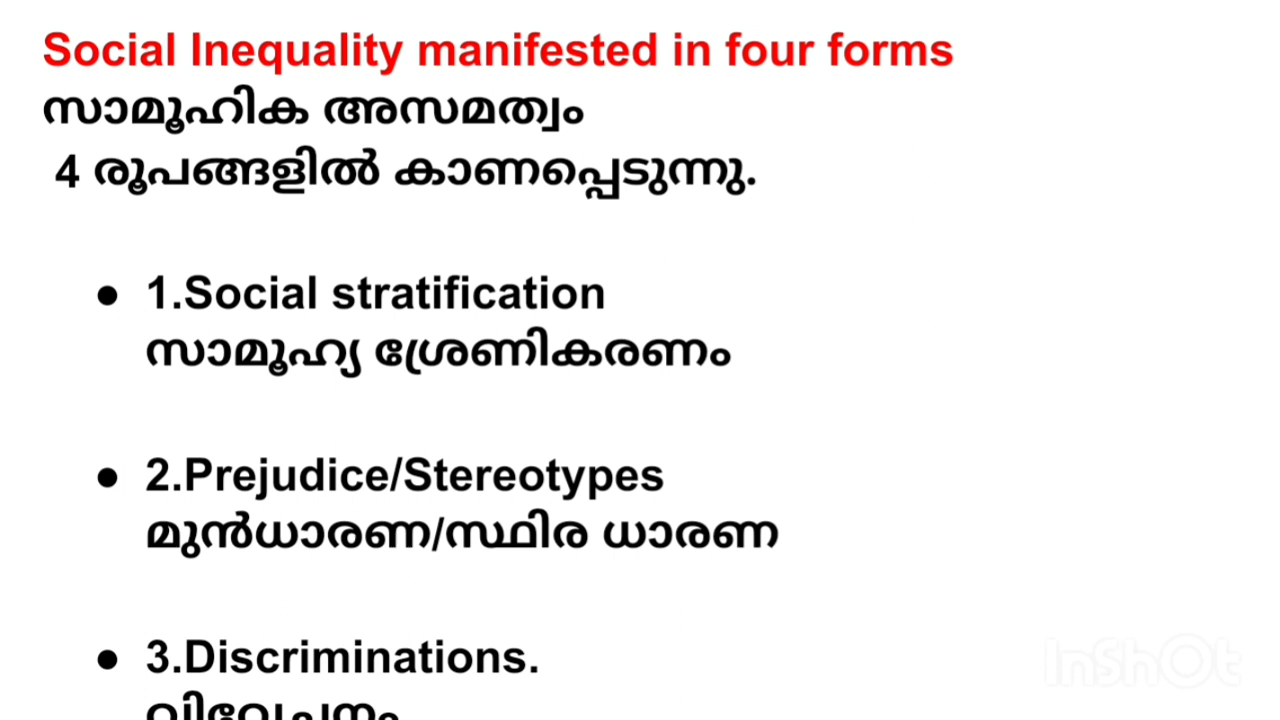 Social Inequality manifested in four forms
സാമൂഹിക അസമത്വം
4 രൂപങ്ങളിൽ കാണപ്പെടുന്നു.
● 1.Social stratification
സാമൂഹ്യ ശ്രേണികരണം
● 2.Prejudice/Stereotypes
മുൻധാരണ/സ്ഥിര ധാരണ
● 3.Discriminations.
വിവേചനം
InShOt